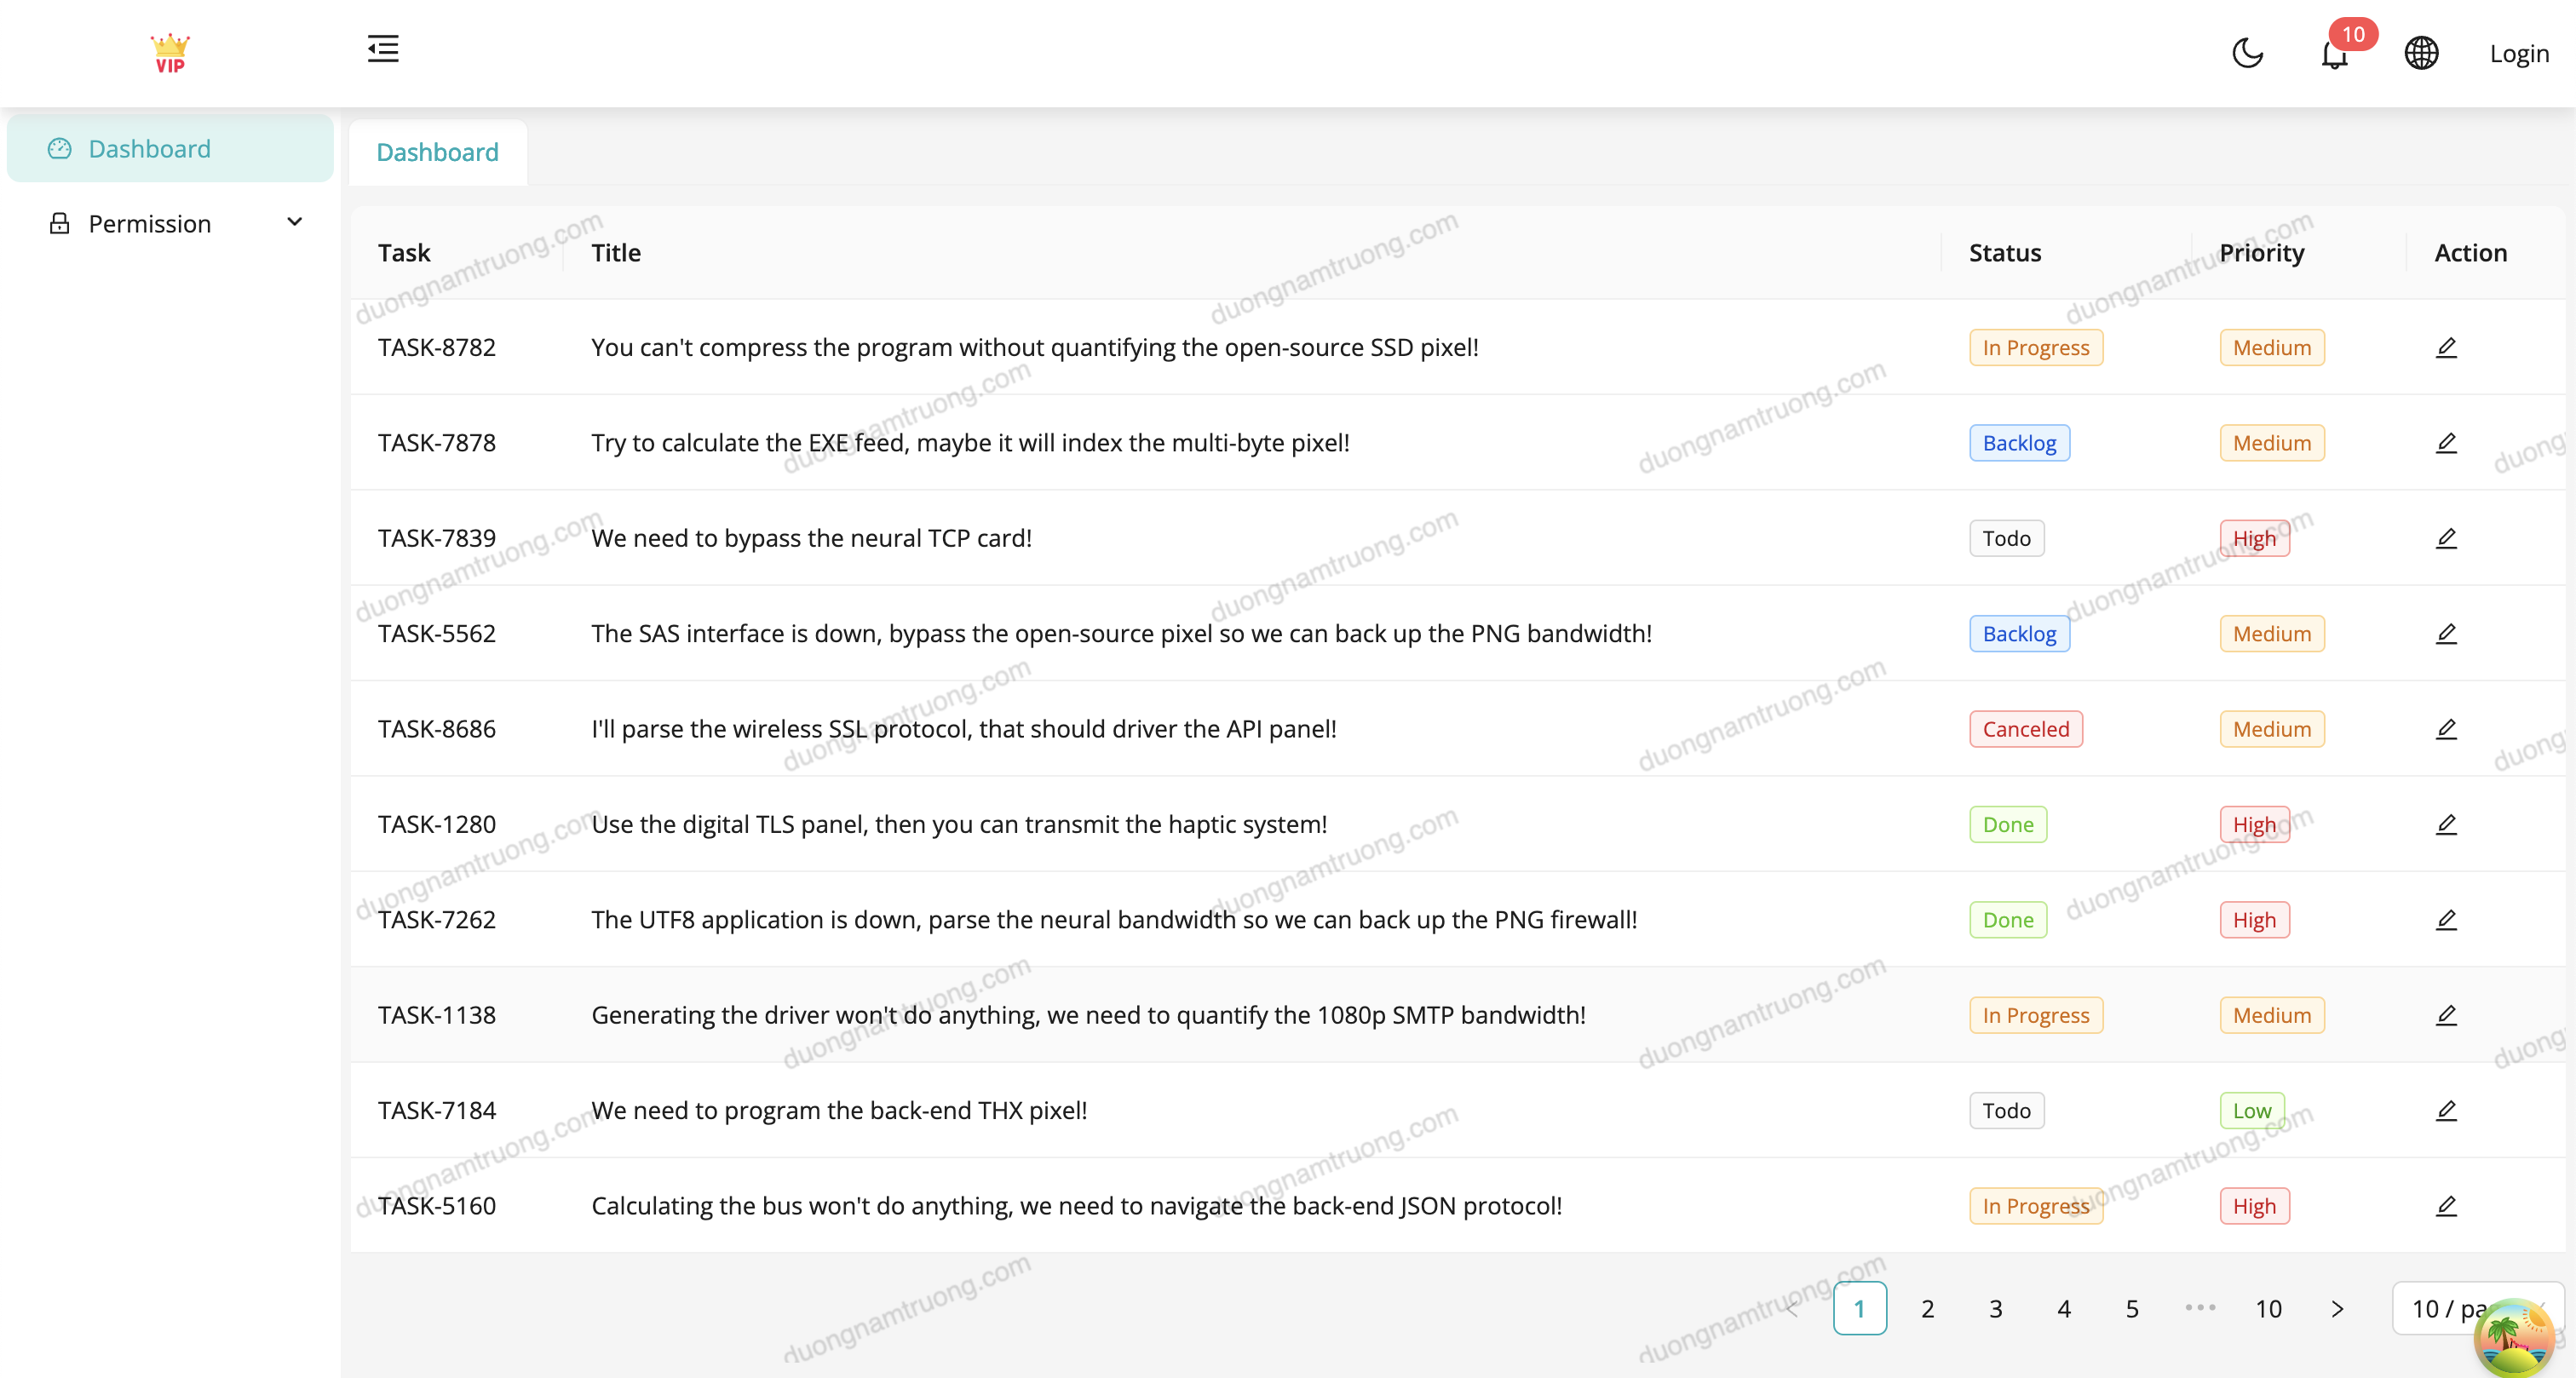 VIP
10
Login
Dashboard
Permission
Dashboard
Task Title Status Priority Action
TASK-8782 You can't compress the program without quantifying the open-source SSD pixel! In Progress Medium
TASK-7878 Try to calculate the EXE feed, maybe it will index the multi-byte pixel! Backlog Medium
TASK-7839 We need to bypass the neural TCP card! Todo High
TASK-5562 The SAS interface is down, bypass the open-source pixel so we can back up the PNG bandwidth! Backlog Medium
TASK-8686 I'll parse the wireless SSL protocol, that should driver the API panel! Canceled Medium
TASK-1280 Use the digital TLS panel, then you can transmit the haptic system! Done High
TASK-7262 The UTF8 application is down, parse the neural bandwidth so we can back up the PNG firewall! Done High
TASK-1138 Generating the driver won't do anything, we need to quantify the 1080p SMTP bandwidth! In Progress Medium
TASK-7184 We need to program the back-end THX pixel! Todo Low
TASK-5160 Calculating the bus won't do anything, we need to navigate the back-end JSON protocol! In Progress High
1 2 3 4 5 ••• 10 10 /
duongnamtruong.com